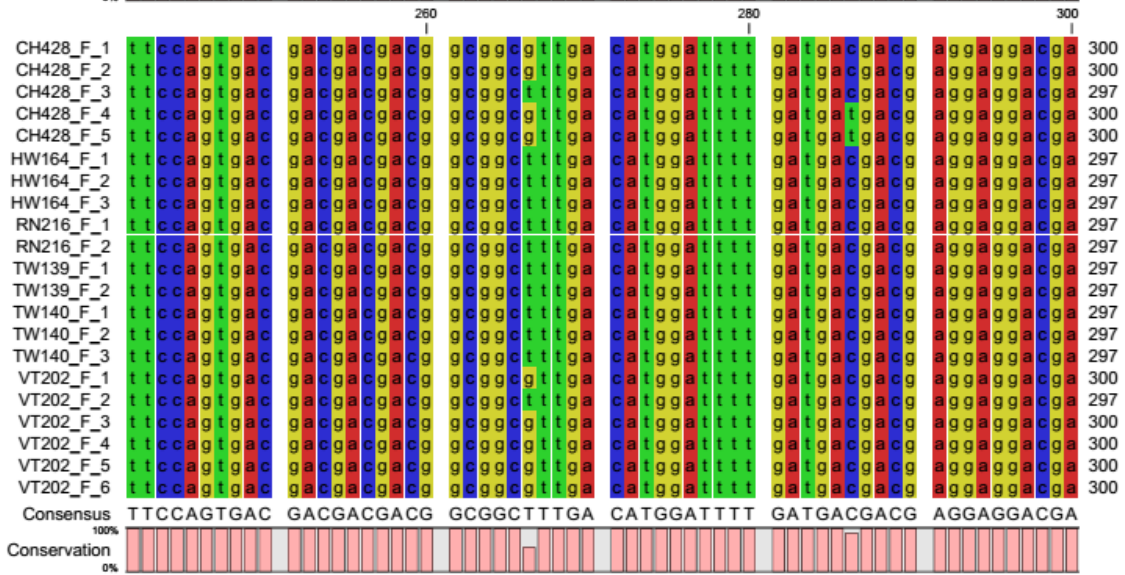 0%
260 280 300
CH428_F_1 ttccagtgac gacgacgacg gcggcgttga catggatttt gatgacgacg aggaggacga 300
CH428_F_2 ttccagtgac gacgacgacg gcggcgttga catggatttt gatgacgacg aggaggacga 300
CH428_F_3 ttccagtgac gacgacgacg gcggctttga catggatttt gatgacgacg aggaggacga 297
CH428_F_4 ttccagtgac gacgacgacg gcggcgttga catggatttt gatgatgacg aggaggacga 300
CH428_F_5 ttccagtgac gacgacgacg gcggcgttga catggatttt gatgatgacg aggaggacga 300
HW164_F_1 ttccagtgac gacgacgacg gcggctttga catggatttt gatgacgacg aggaggacga 297
HW164_F_2 ttccagtgac gacgacgacg gcggctttga catggatttt gatgacgacg aggaggacga 297
HW164_F_3 ttccagtgac gacgacgacg gcggctttga catggatttt gatgacgacg aggaggacga 297
RN216_F_1 ttccagtgac gacgacgacg gcggctttga catggatttt gatgacgacg aggaggacga 297
RN216_F_2 ttccagtgac gacgacgacg gcggctttga catggatttt gatgacgacg aggaggacga 297
TW139_F_1 ttccagtgac gacgacgacg gcggctttga catggatttt gatgacgacg aggaggacga 297
TW139_F_2 ttccagtgac gacgacgacg gcggctttga catggatttt gatgacgacg aggaggacga 297
TW140_F_1 ttccagtgac gacgacgacg gcggctttga catggatttt gatgacgacg aggaggacga 297
TW140_F_2 ttccagtgac gacgacgacg gcggctttga catggatttt gatgacgacg aggaggacga 297
TW140_F_3 ttccagtgac gacgacgacg gcggctttga catggatttt gatgacgacg aggaggacga 297
VT202_F_1 ttccagtgac gacgacgacg gcggcgttga catggatttt gatgacgacg aggaggacga 300
VT202_F_2 ttccagtgac gacgacgacg gcggctttga catggatttt gatgacgacg aggaggacga 297
VT202_F_3 ttccagtgac gacgacgacg gcggcgttga catggatttt gatgacgacg aggaggacga 300
VT202_F_4 ttccagtgac gacgacgacg gcggcgttga catggatttt gatgacgacg aggaggacga 300
VT202_F_5 ttccagtgac gacgacgacg gcggcgttga catggatttt gatgacgacg aggaggacga 300
VT202_F_6 ttccagtgac gacgacgacg gcggcgttga catggatttt gatgacgacg aggaggacga 300
Consensus TTCCAGTGAC GACGACGACG GCGGCTTTGA CATGGATTTT GATGACGACG AGGAGGACGA
100%
Conservation
0%